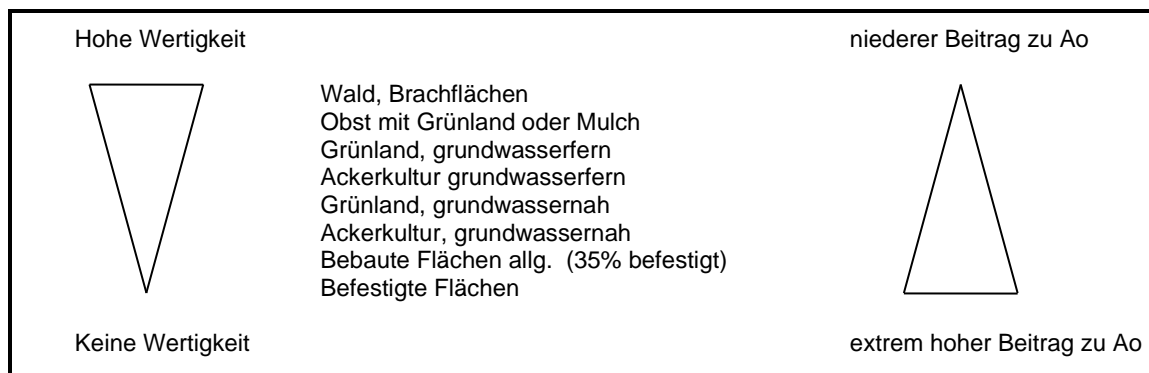 Hohe Wertigkeit
niederer Beitrag zu Ao
Wald, Brachflächen
Obst mit Grünland oder Mulch
Grünland, grundwasserfern
Ackerkultur grundwasserfern
Grünland, grundwassernah
Ackerkultur, grundwassernah
Bebaute Flächen allg. (35% befestigt)
Befestigte Flächen
Keine Wertigkeit
extrem hoher Beitrag zu Ao